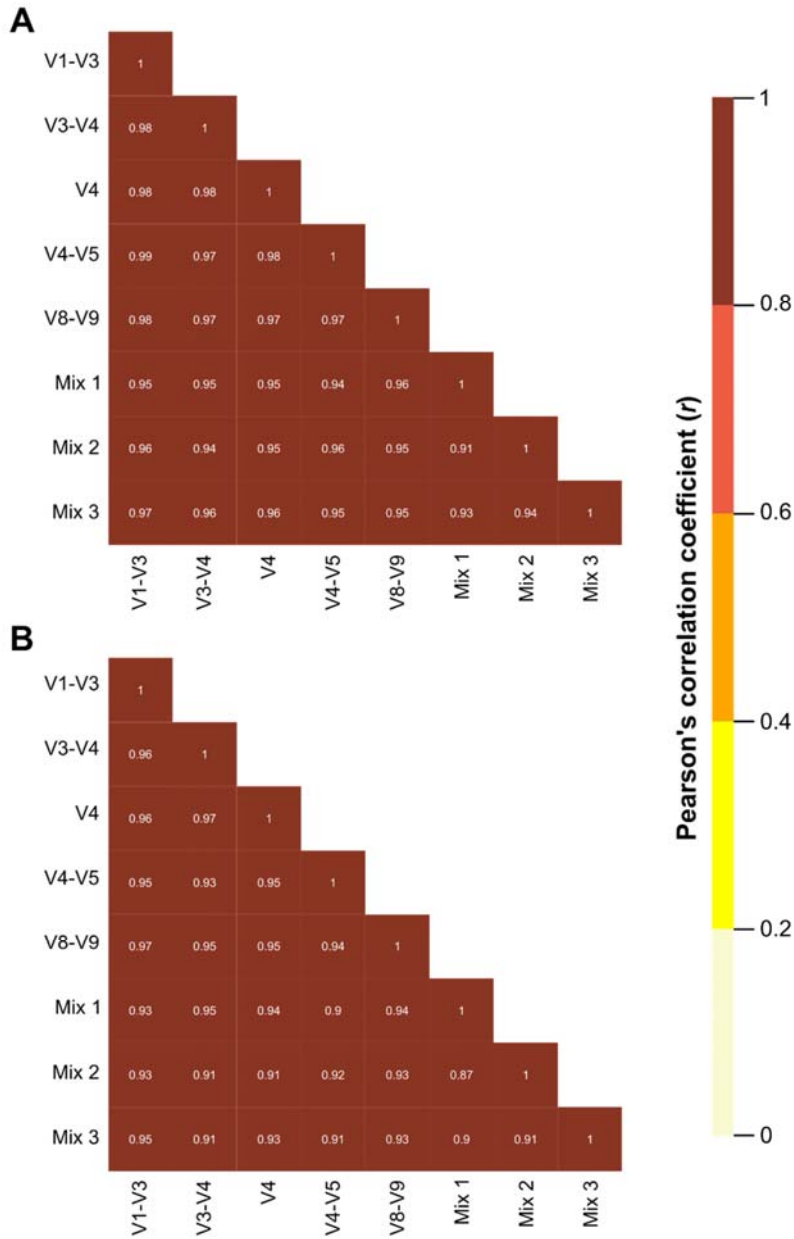 A
V1-V3 1
V3-V4 0.98 1
V4 0.98 0.98 1
V4-V5 0.99 0.97 0.98 1
V8-V9 0.98 0.97 0.97 0.97 1
Mix 1 0.95 0.95 0.95 0.94 0.96 1
Mix 2 0.96 0.94 0.95 0.96 0.95 0.91 1
Mix 3 0.97 0.96 0.96 0.95 0.95 0.93 0.94 1
V1-V3 V3-V4 V4 V4-V5 V8-V9 Mix 1 Mix 2 Mix 3
B
V1-V3 1
V3-V4 0.96 1
V4 0.96 0.97 1
V4-V5 0.95 0.93 0.95 1
V8-V9 0.97 0.95 0.95 0.94 1
Mix 1 0.93 0.95 0.94 0.9 0.94 1
Mix 2 0.93 0.91 0.91 0.92 0.93 0.87 1
Mix 3 0.95 0.91 0.93 0.91 0.93 0.9 0.91 1
V1-V3 V3-V4 V4 V4-V5 V8-V9 Mix 1 Mix 2 Mix 3
Pearson's correlation coefficient (r)
1
0.8
0.6
0.4
0.2
0